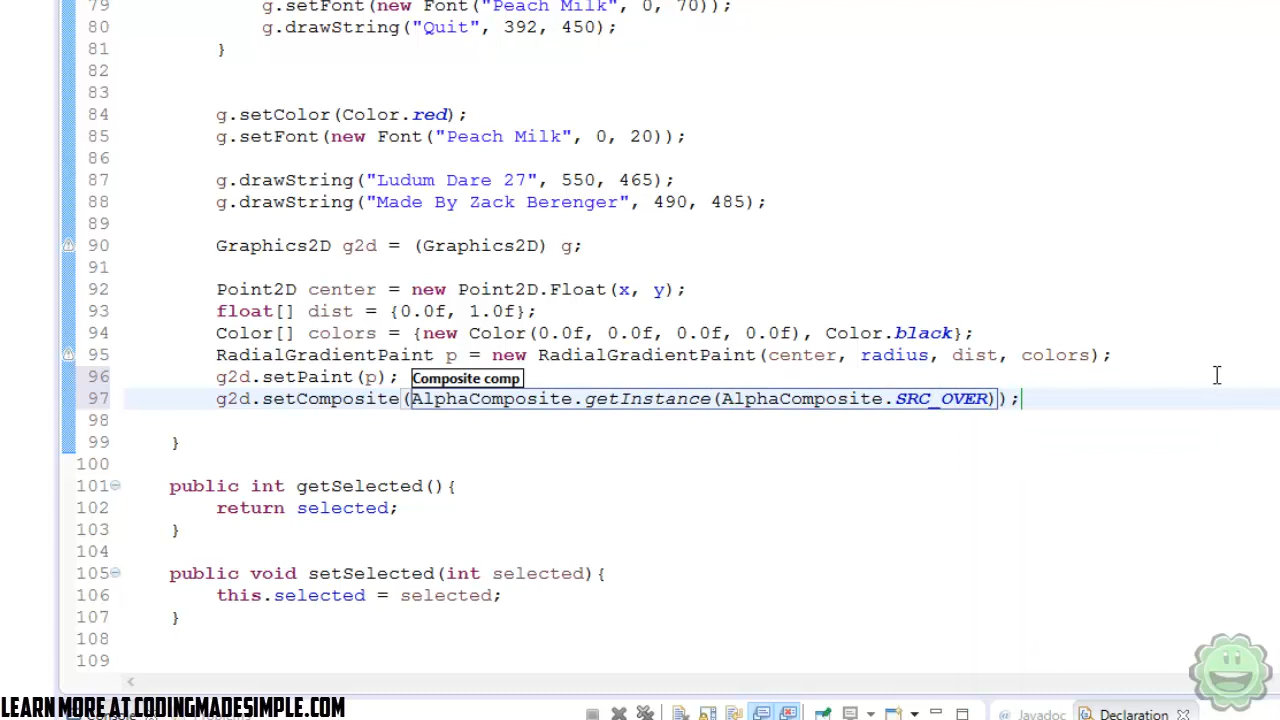 79 g.setFont(new Font("Peach Milk", 0, 70));
80 g.drawString("Quit", 392, 450);
81 }
82
83
84 g.setColor(Color.red);
85 g.setFont(new Font("Peach Milk", 0, 20));
86
87 g.drawString("Ludum Dare 27", 550, 465);
88 g.drawString("Made By Zack Berenger", 490, 485);
89
90 Graphics2D g2d = (Graphics2D) g;
91
92 Point2D center = new Point2D.Float(x, y);
93 float[] dist = {0.0f, 1.0f};
94 Color[] colors = {new Color(0.0f, 0.0f, 0.0f, 0.0f), Color.black};
95 RadialGradientPaint p = new RadialGradientPaint(center, radius, dist, colors);
96 g2d.setPaint(p); Composite comp
97 g2d.setComposite(AlphaComposite.getInstance(AlphaComposite.SRC_OVER));
98
99 }
100
101 public int getSelected(){
102 return selected;
103 }
104
105 public void setSelected(int selected){
106 this.selected = selected;
107 }
108
109
LEARN MORE AT CODINGMADESIMPLE.COM
@ Javadoc Declaration